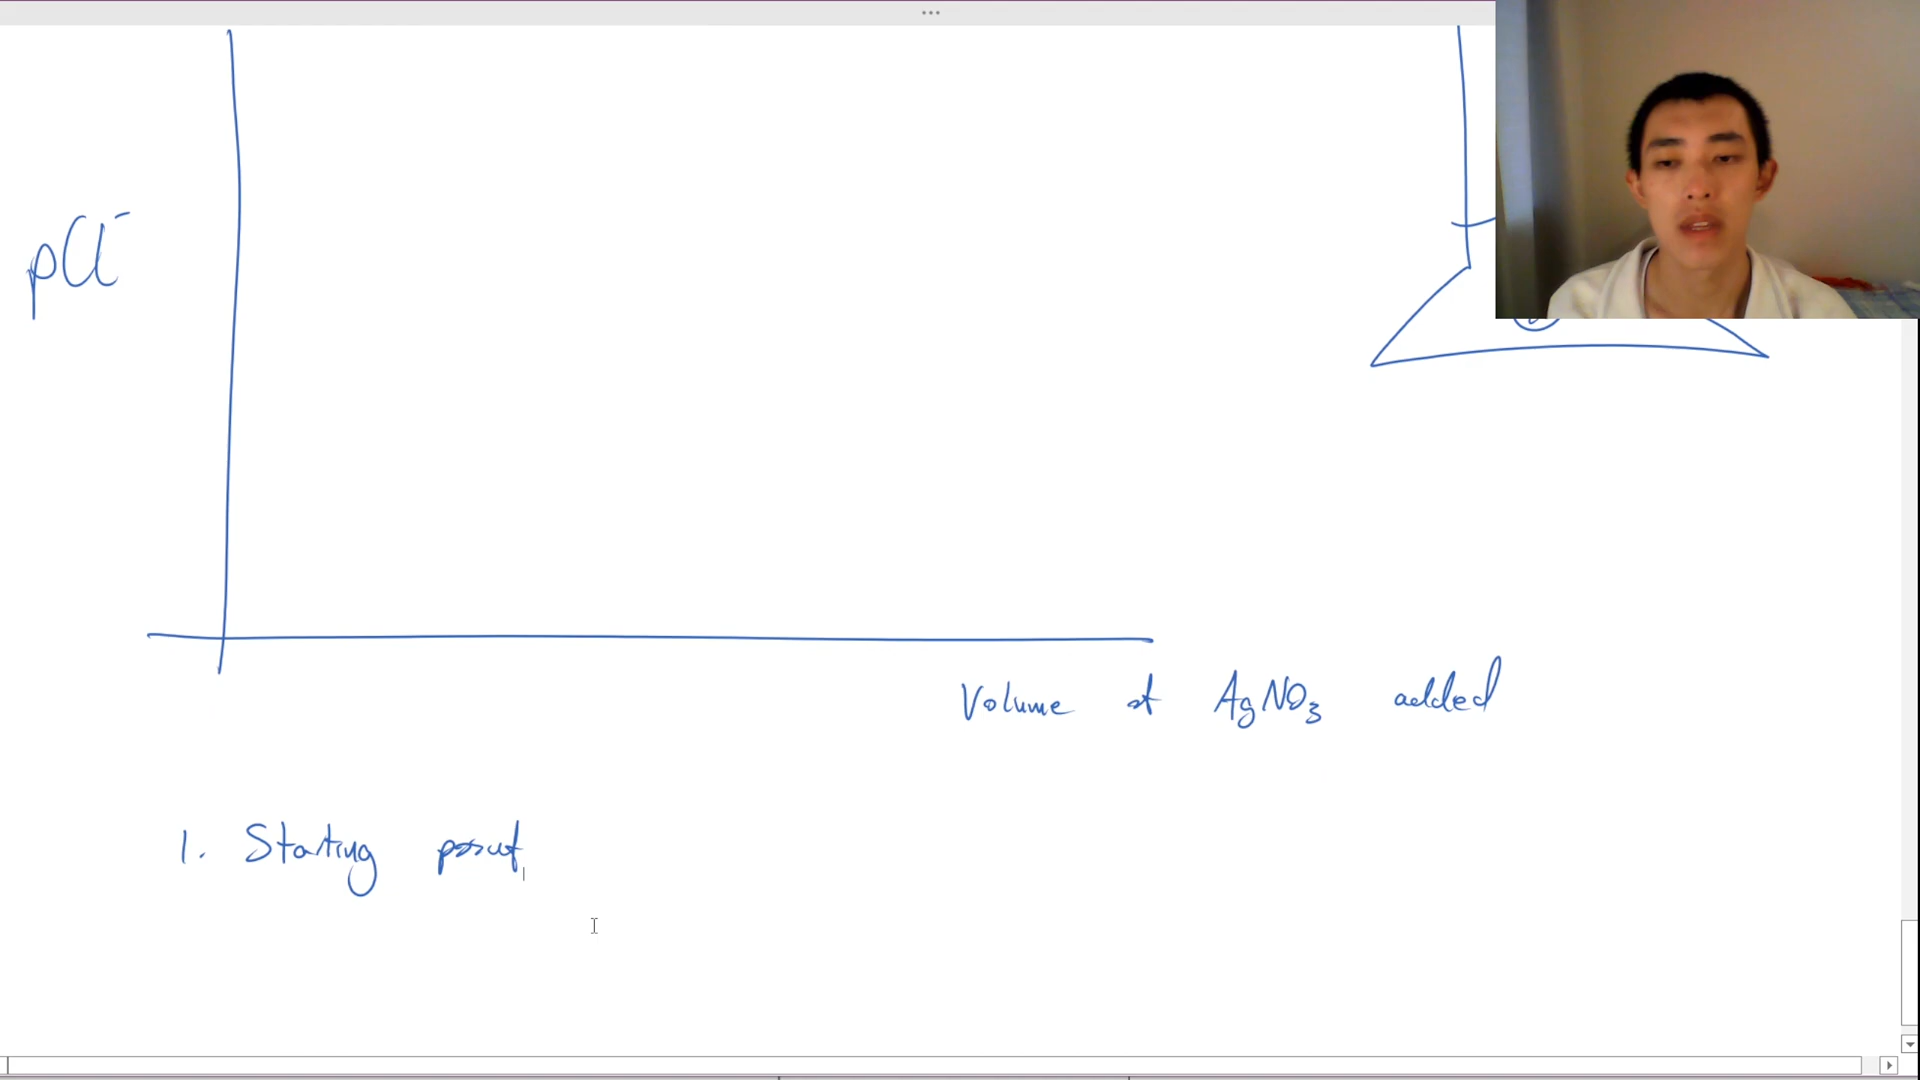 pCl⁻
Volume of AgNO₃ added
1. Starting point